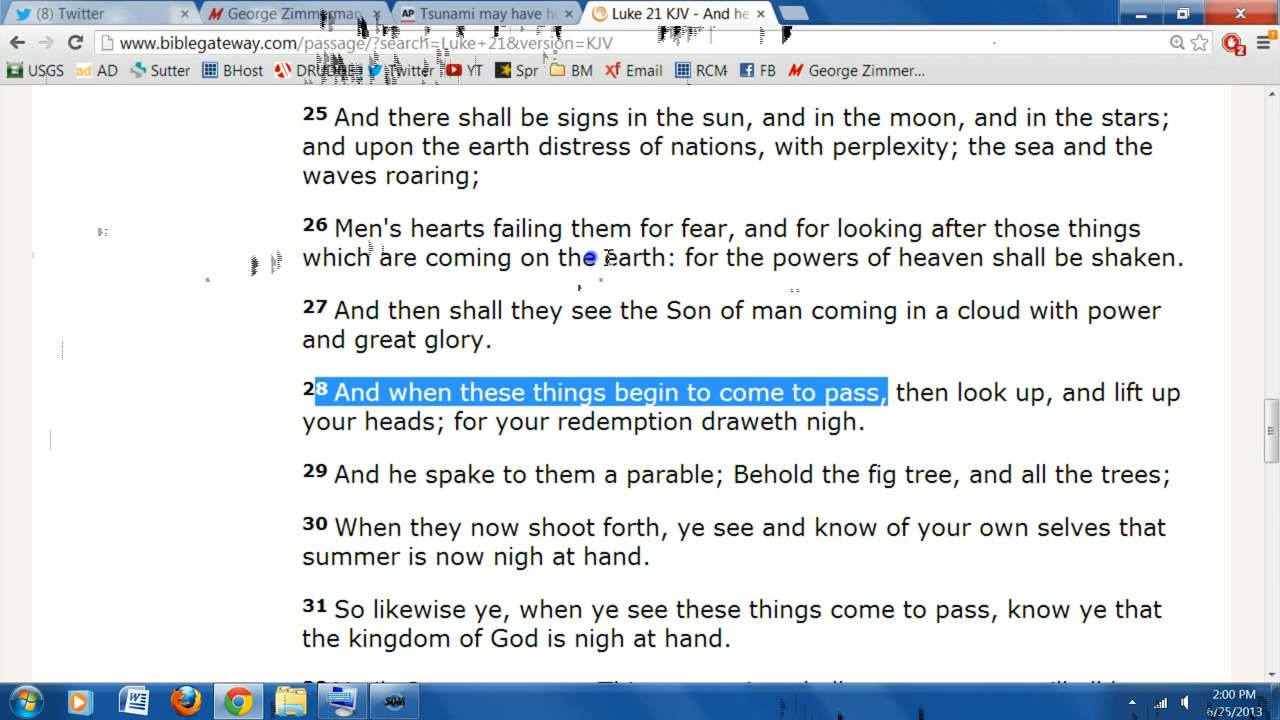 (8) Twitter
George Zimmerman
AP Tsunami may have hi
Luke 21 KJV - And he
www.biblegateway.com/passage/?search=Luke+21&version=KJV
2
USGS
ad AD
Sutter
BHost
DRUDGE
Twitter
YT
Spr
BM
Email
RCM
FB
George Zimmer...
25 And there shall be signs in the sun, and in the moon, and in the stars;
and upon the earth distress of nations, with perplexity; the sea and the
waves roaring;
26 Men's hearts failing them for fear, and for looking after those things
which are coming on the earth: for the powers of heaven shall be shaken.
27 And then shall they see the Son of man coming in a cloud with power
and great glory.
28 And when these things begin to come to pass, then look up, and lift up
your heads; for your redemption draweth nigh.
29 And he spake to them a parable; Behold the fig tree, and all the trees;
30 When they now shoot forth, ye see and know of your own selves that
summer is now nigh at hand.
31 So likewise ye, when ye see these things come to pass, know ye that
the kingdom of God is nigh at hand.
2:00 PM
6/25/2013